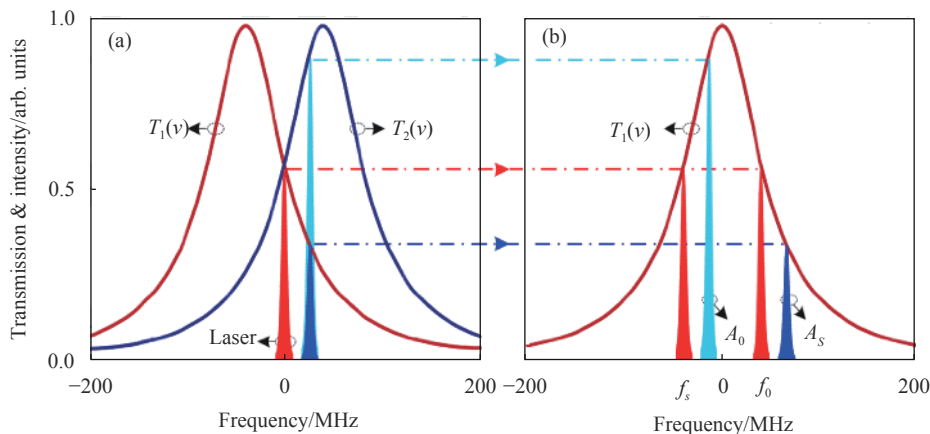 Transmission & intensity/arb. units
1.0
0.5
0.0
(a)
T₁(v)
T₂(v)
Laser
−200
0
200
Frequency/MHz
(b)
T₁(v)
A₀
Aₛ
−200
fₛ
0
f₀
200
Frequency/MHz